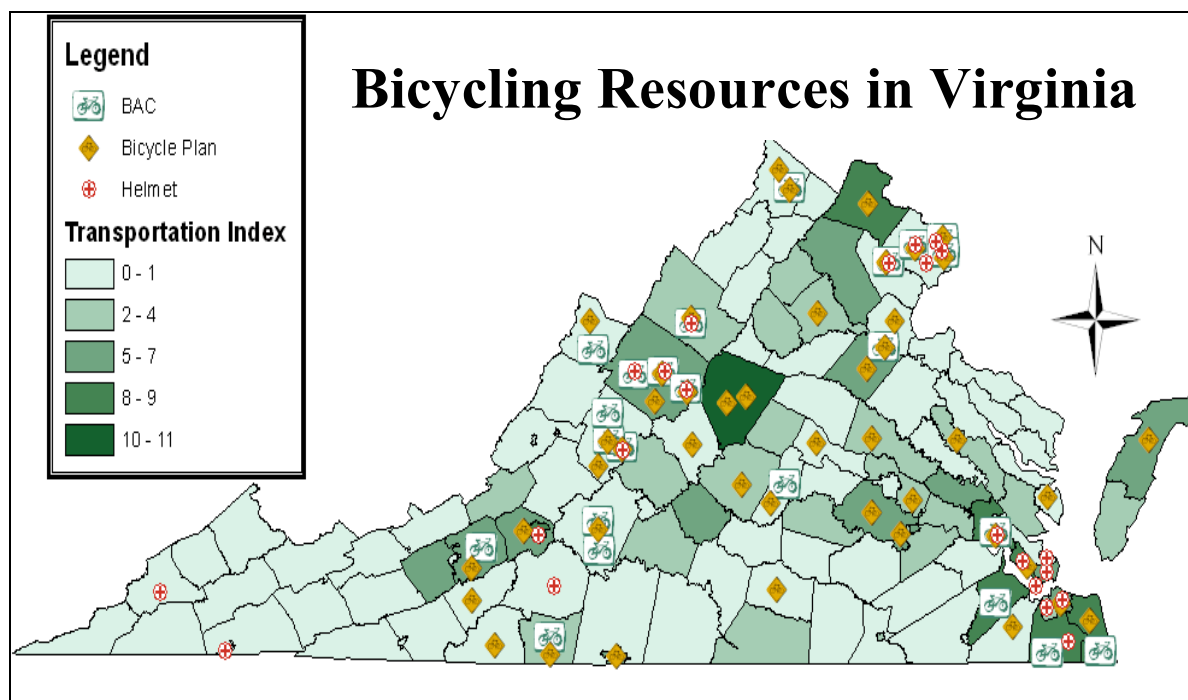 Legend
BAC
Bicycle Plan
Helmet
Transportation Index
0 - 1
2 - 4
5 - 7
8 - 9
10 - 11
Bicycling Resources in Virginia
N